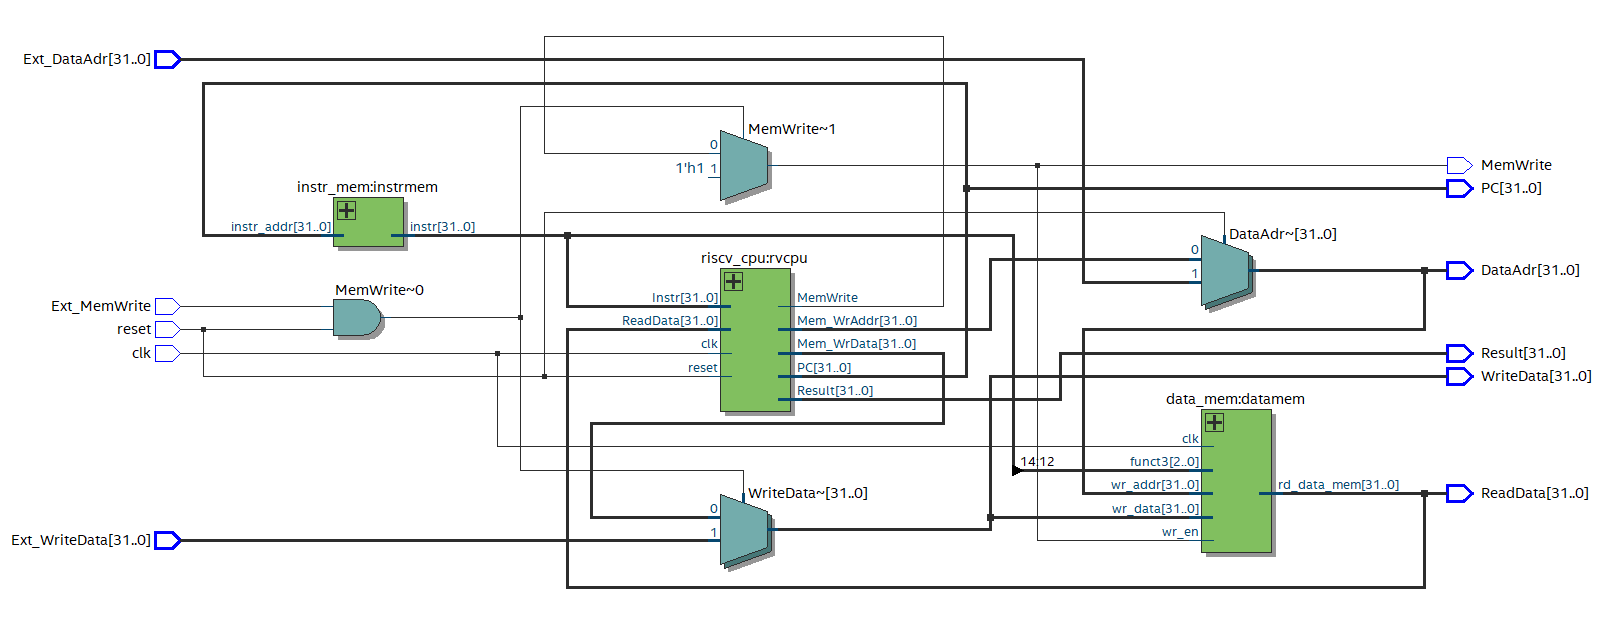 Ext_DataAdr[31..0]
MemWrite~1
0
1'h1 1
MemWrite
PC[31..0]
instr_mem:instrmem
instr_addr[31..0]
instr[31..0]
DataAdr~[31..0]
0
1
DataAdr[31..0]
riscv_cpu:rvcpu
Instr[31..0]
ReadData[31..0]
clk
reset
MemWrite
Mem_WrAddr[31..0]
Mem_WrData[31..0]
PC[31..0]
Result[31..0]
MemWrite~0
Ext_MemWrite
reset
clk
Result[31..0]
WriteData[31..0]
data_mem:datamem
clk
14:12
funct3[2..0]
wr_addr[31..0]
wr_data[31..0]
wr_en
rd_data_mem[31..0]
ReadData[31..0]
WriteData~[31..0]
0
1
Ext_WriteData[31..0]